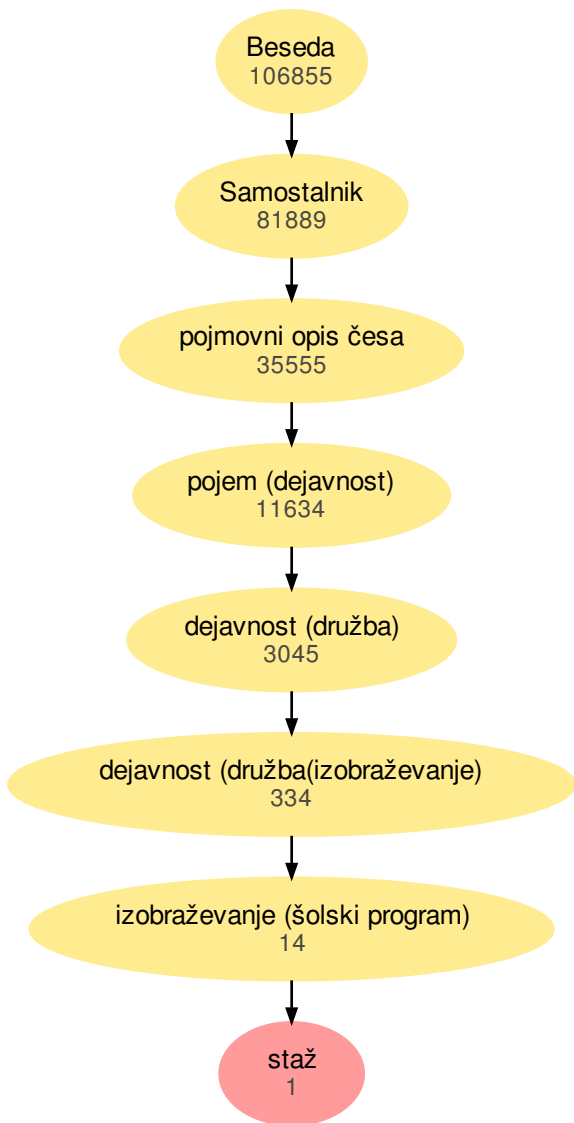 Beseda
106855
Samostalnik
81889
pojmovni opis česa
35555
pojem (dejavnost)
11634
dejavnost (družba)
3045
dejavnost (družba(izobraževanje)
334
izobraževanje (šolski program)
14
staž
1